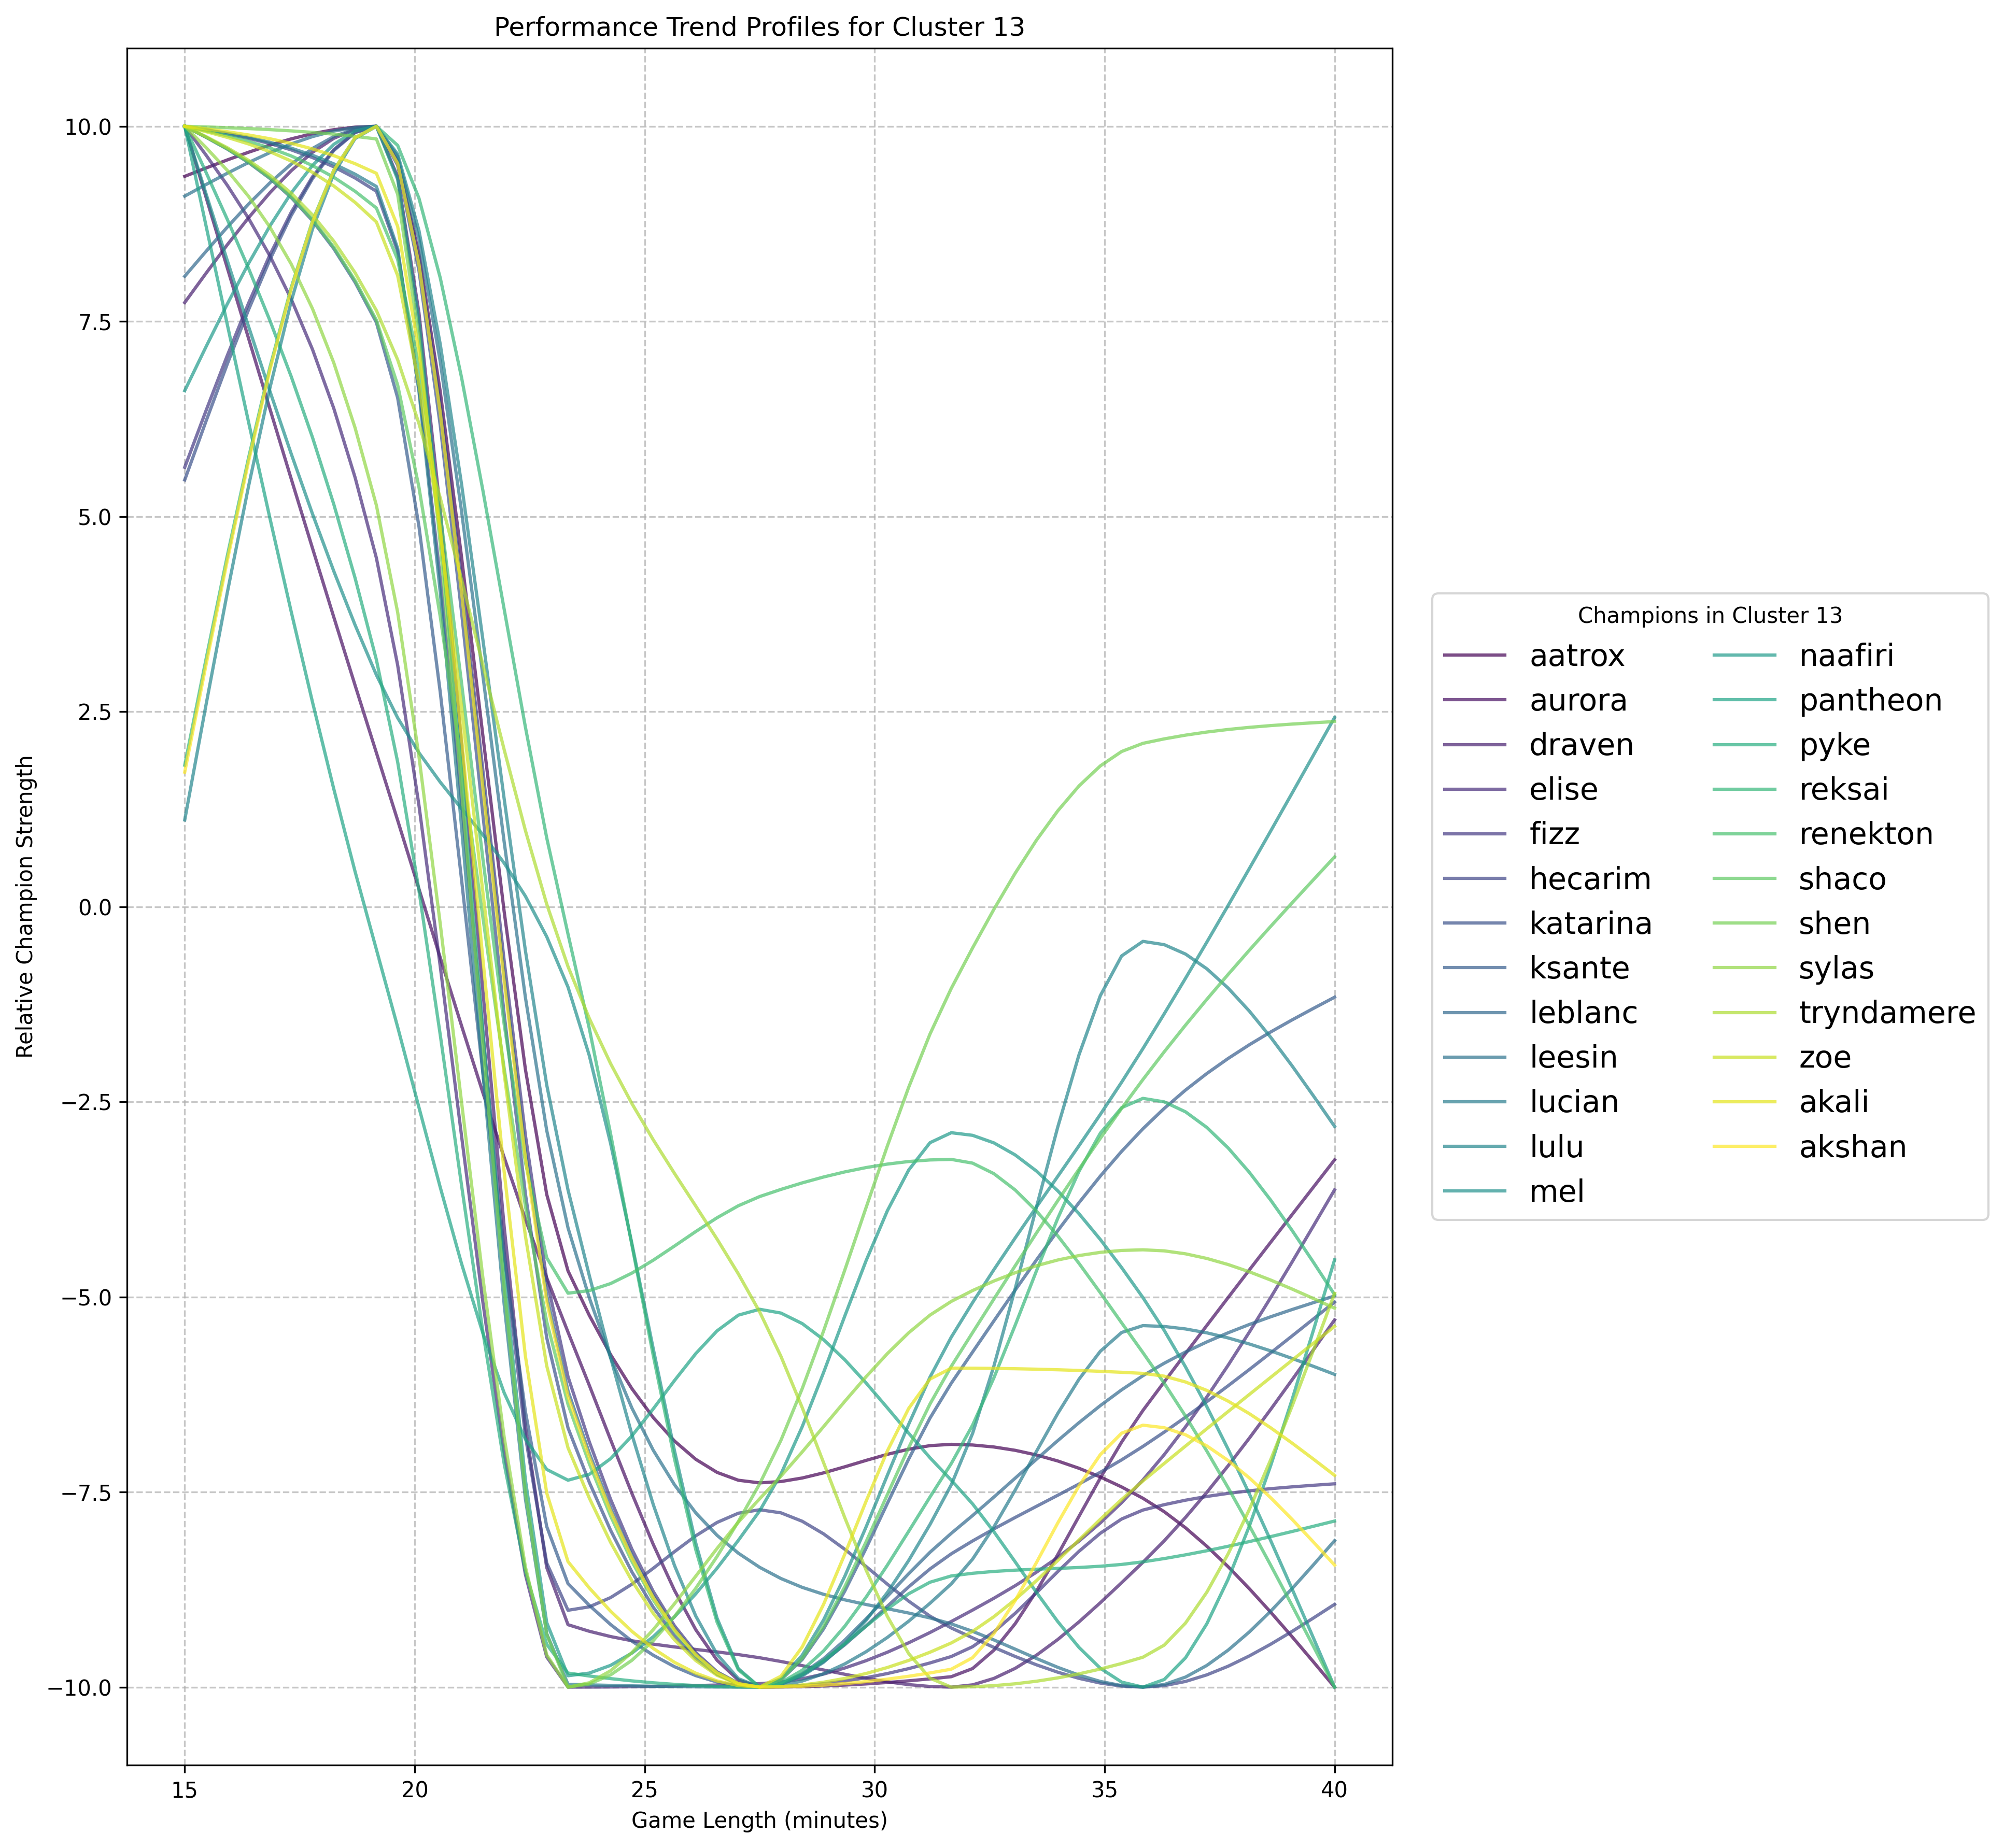 Performance Trend Profiles for Cluster 13
10.0
7.5
5.0
2.5
0.0
−2.5
−5.0
−7.5
−10.0
Relative Champion Strength
15
20
25
30
35
40
Game Length (minutes)
Champions in Cluster 13
aatrox
aurora
draven
elise
fizz
hecarim
katarina
ksante
leblanc
leesin
lucian
lulu
mel
naafiri
pantheon
pyke
reksai
renekton
shaco
shen
sylas
tryndamere
zoe
akali
akshan